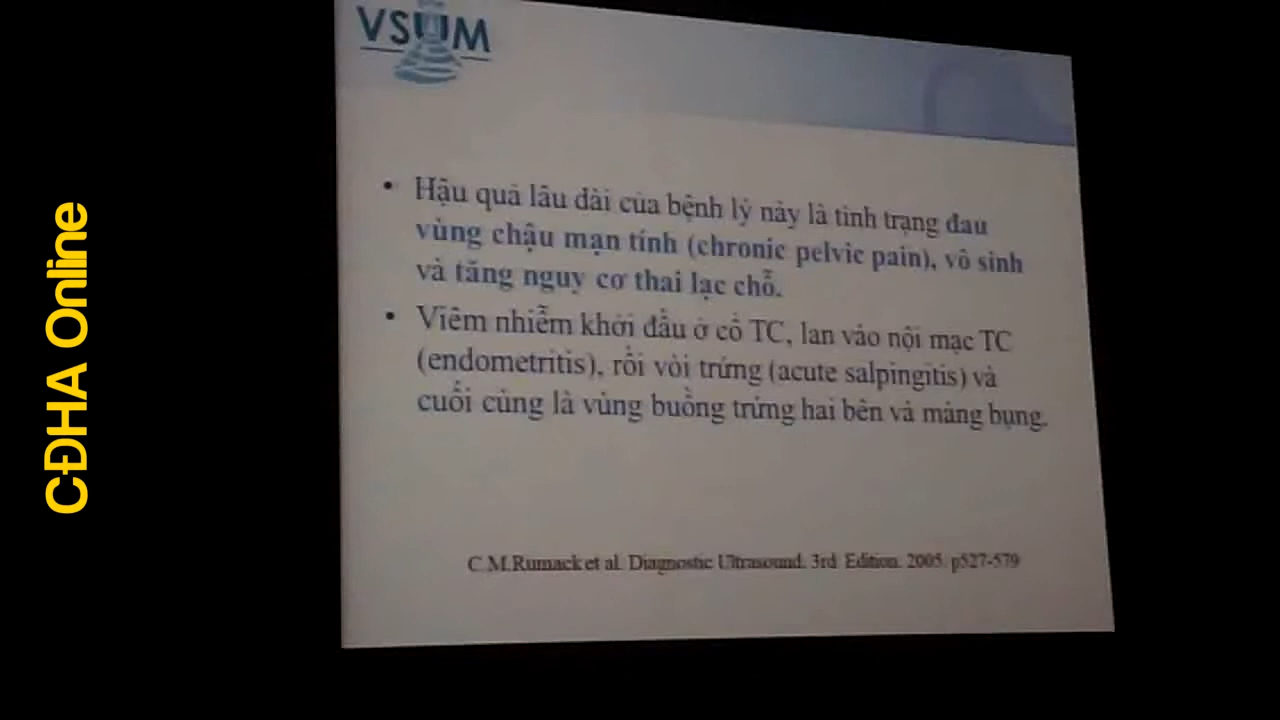 VSUM
• Hậu quả lâu dài của bệnh lý này là tình trạng đau
vùng chậu mạn tính (chronic pelvic pain), vô sinh
và tăng nguy cơ thai lạc chỗ.
• Viêm nhiễm khởi đầu ở cổ TC, lan vào nội mạc TC
(endometritis), rồi vòi trứng (acute salpingitis) và
cuối cùng là vùng buồng trứng hai bên và màng bụng.
C.M.Rumack et al. Diagnostic Ultrasound. 3rd Edition. 2005. p527-579
CĐHA Online